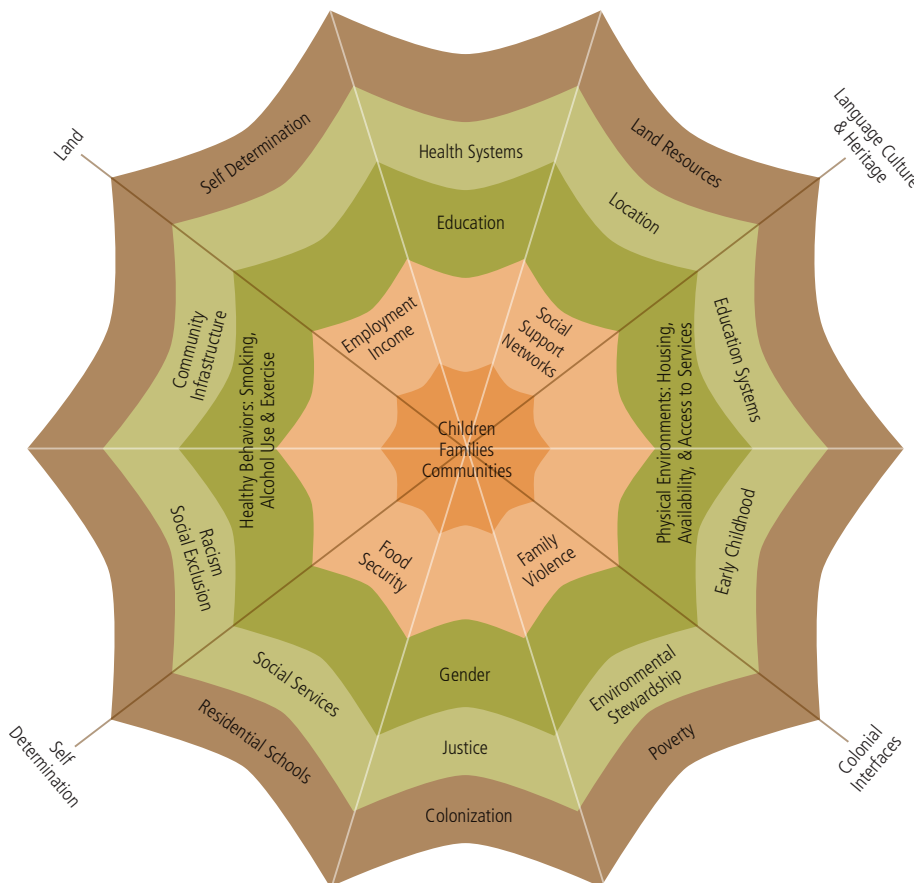 Land
Language Culture
& Heritage
Self Determination
Land Resources
Health Systems
Location
Education
Community
Infrastructure
Employment
Income
Social
Support
Networks
Education Systems
Healthy Behaviors: Smoking,
Alcohol Use & Exercise
Physical Environments: Housing,
Availability, & Access to Services
Children
Families
Communities
Racism
Social Exclusion
Food
Security
Family
Violence
Early Childhood
Social Services
Gender
Environmental
Stewardship
Residential Schools
Justice
Poverty
Colonization
Self
Determination
Colonial
Interfaces